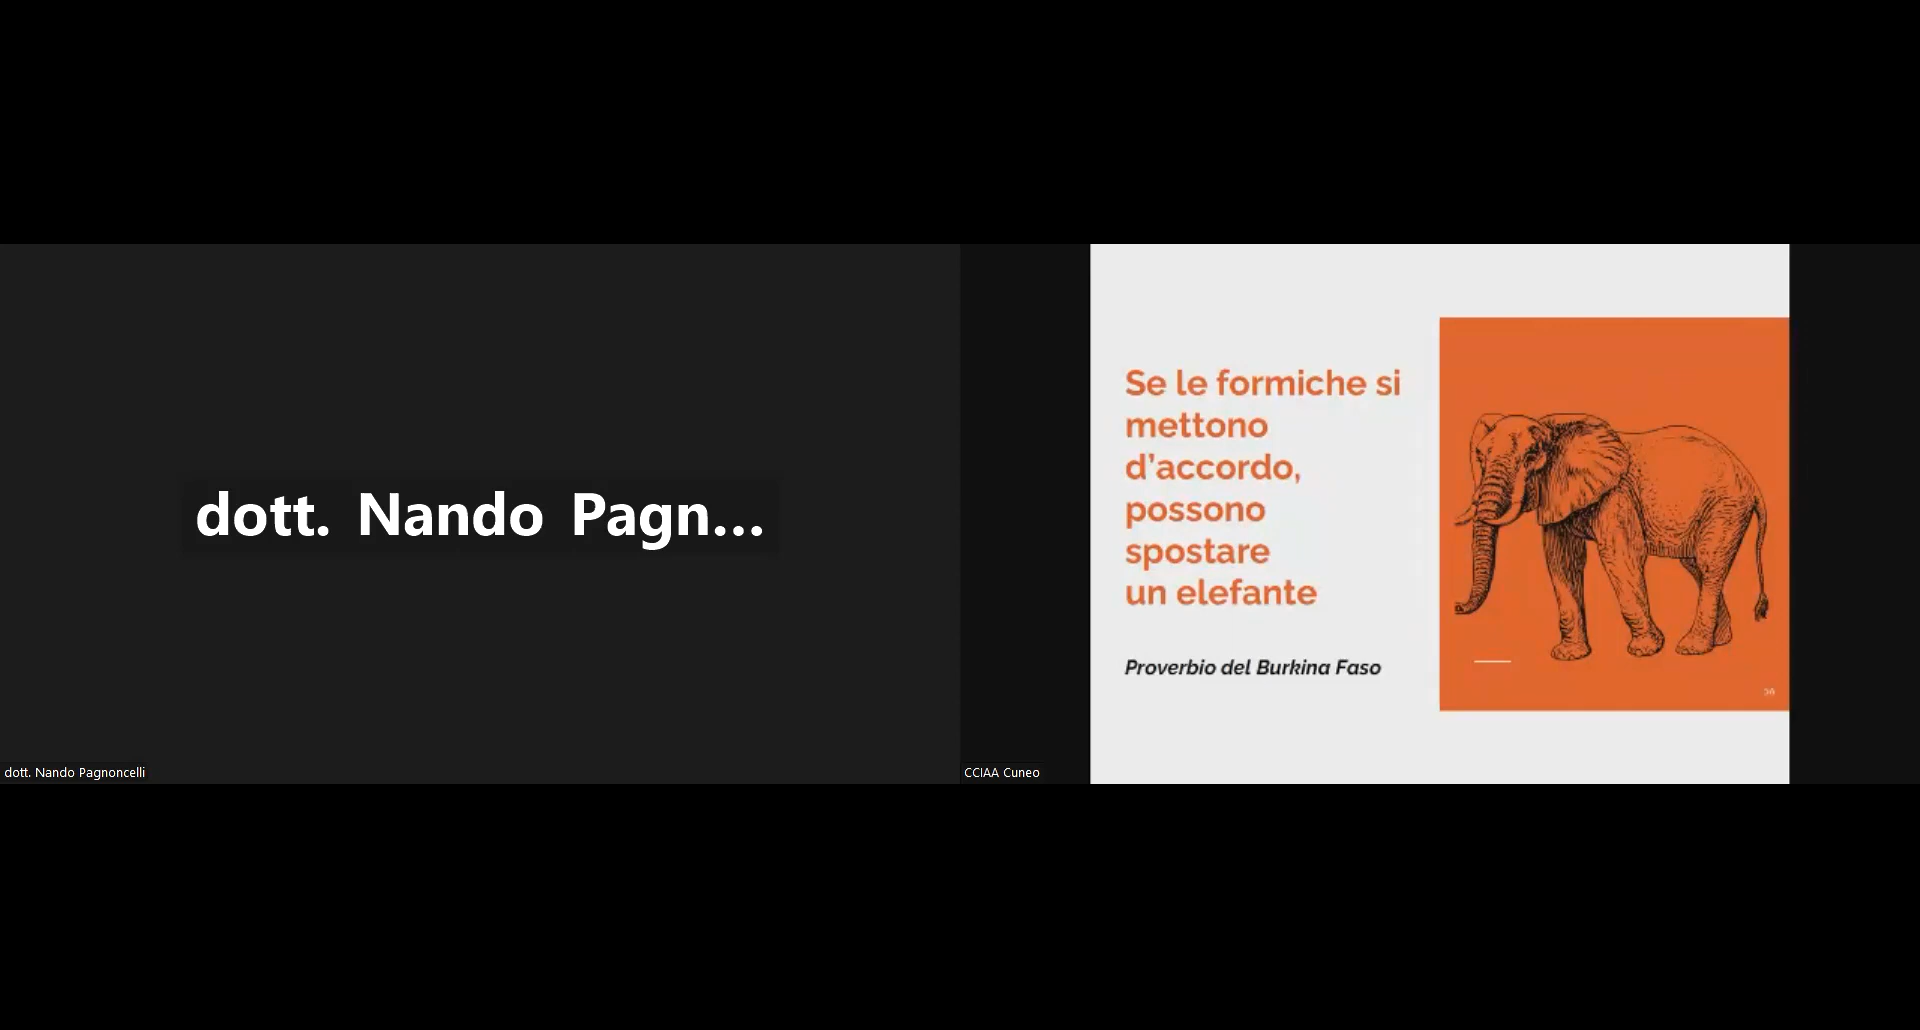 dott. Nando Pagn...
dott. Nando Pagnoncelli
Se le formiche si
mettono
d'accordo,
possono
spostare
un elefante
Proverbio del Burkina Faso
CCIAA Cuneo